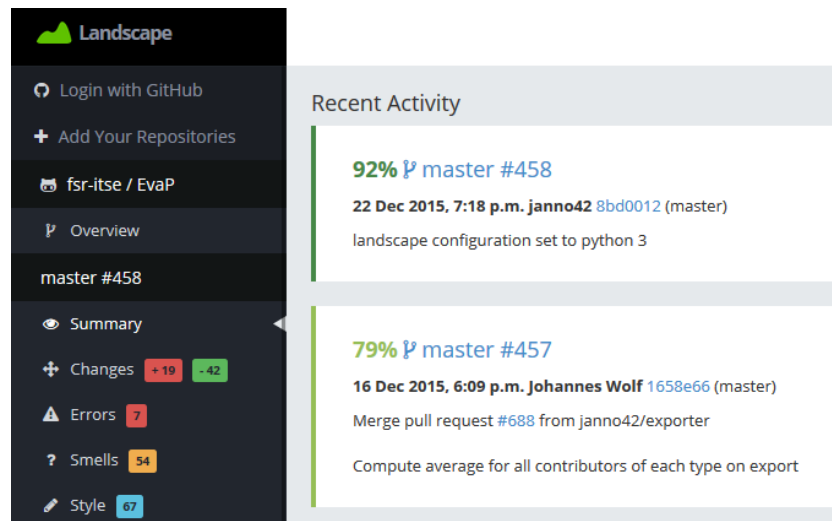 Landscape
Login with GitHub
Add Your Repositories
fsr-itse / EvaP
Overview
master #458
Summary
Changes +19 -42
Errors 7
Smells 54
Style 67
Recent Activity
92% master #458
22 Dec 2015, 7:18 p.m. janno42 8bd0012 (master)
landscape configuration set to python 3
79% master #457
16 Dec 2015, 6:09 p.m. Johannes Wolf 1658e66 (master)
Merge pull request #688 from janno42/exporter
Compute average for all contributors of each type on export